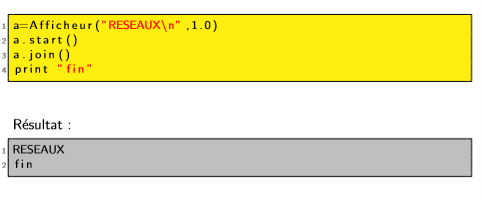 1 a=Afficheur("RESEAUX\n" ,1.0)
2 a.start()
3 a.join()
4 print "fin"
Résultat :
1 RESEAUX
2 fin